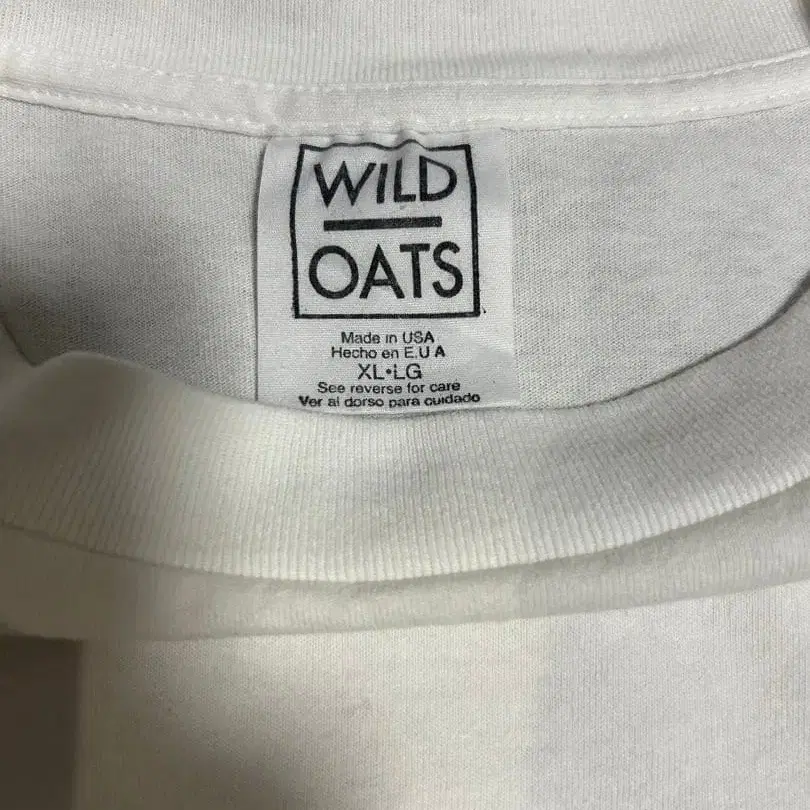 WILD
OATS
Made in USA
Hecho en E.U A
XL•LG
See reverse for care
Ver al dorso para cuidado